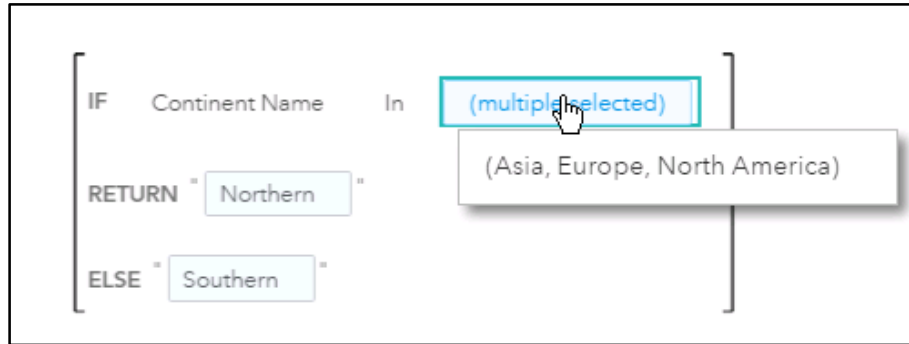 IF Continent Name In (multiple selected)
(Asia, Europe, North America)
RETURN " Northern "
ELSE " Southern "